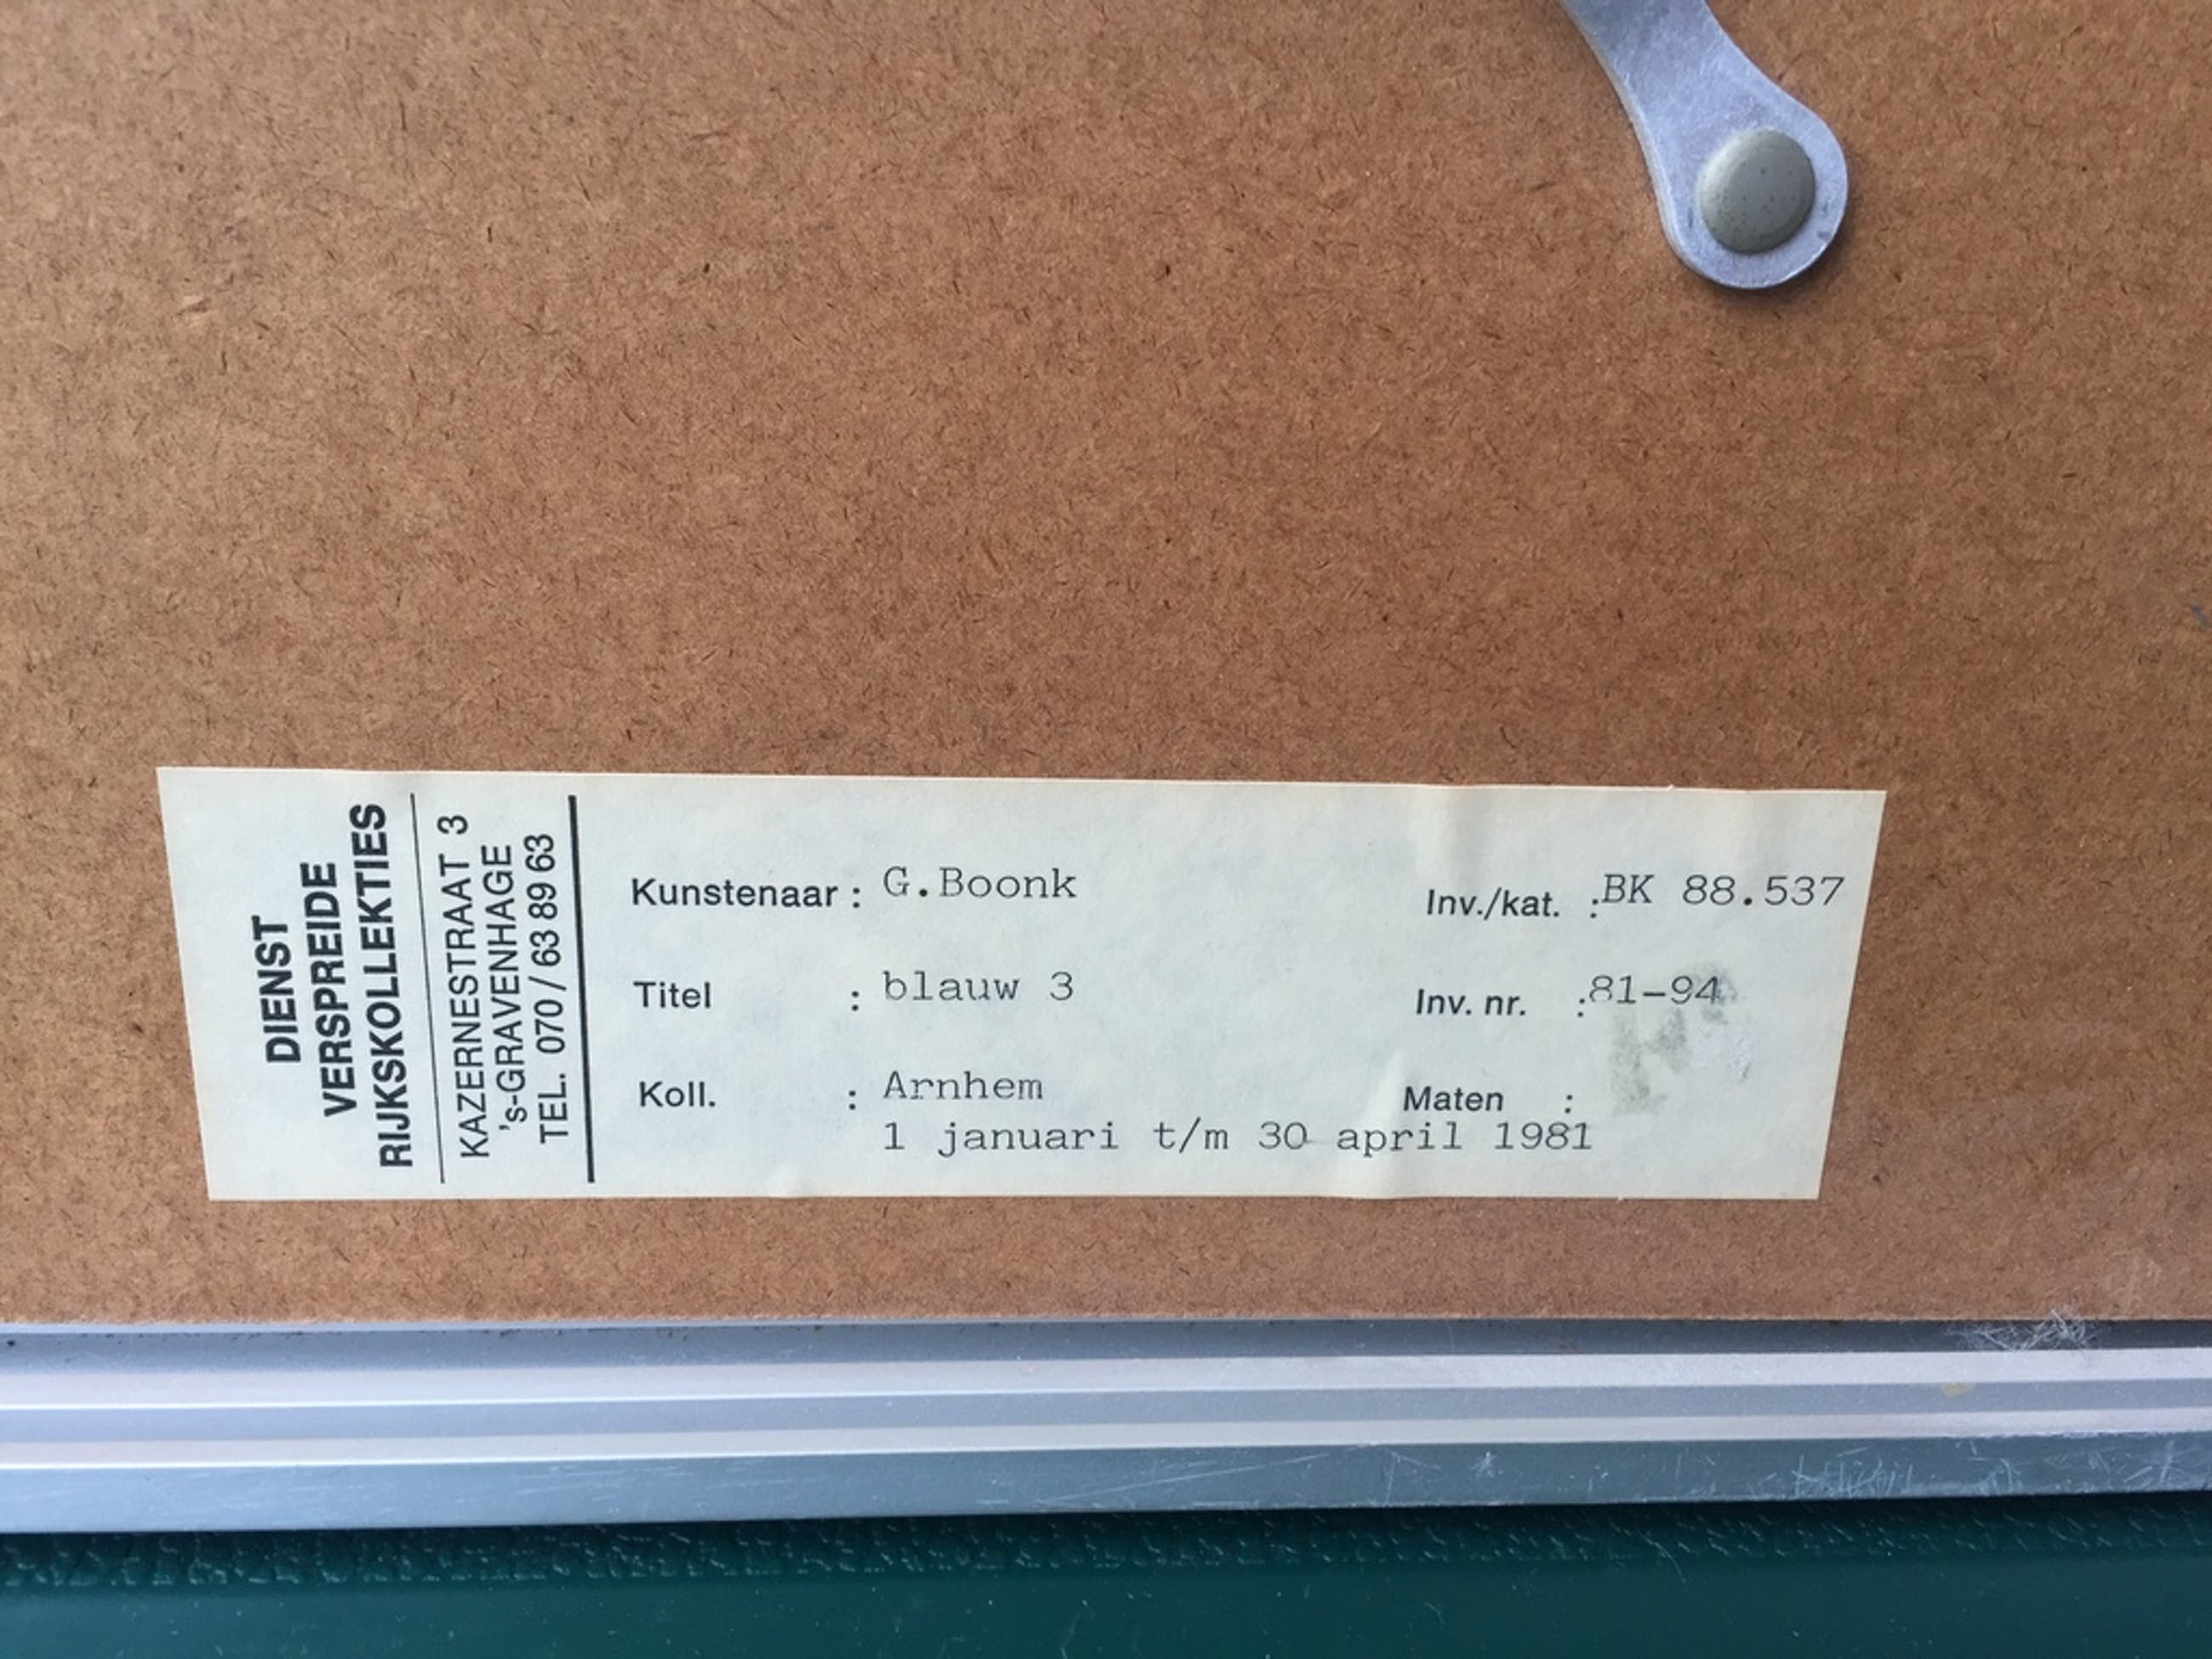 DIENST
VERSPREIDE
RIJKSKOLLEKTIES
KAZERNESTRAAT 3
's-GRAVENHAGE
TEL. 070 / 63 89 63
Kunstenaar : G.Boonk
Inv./kat. : BK 88.537
Titel : blauw 3
Inv. nr. : 81-94
Koll. : Arnhem
Maten :
1 januari t/m 30 april 1981